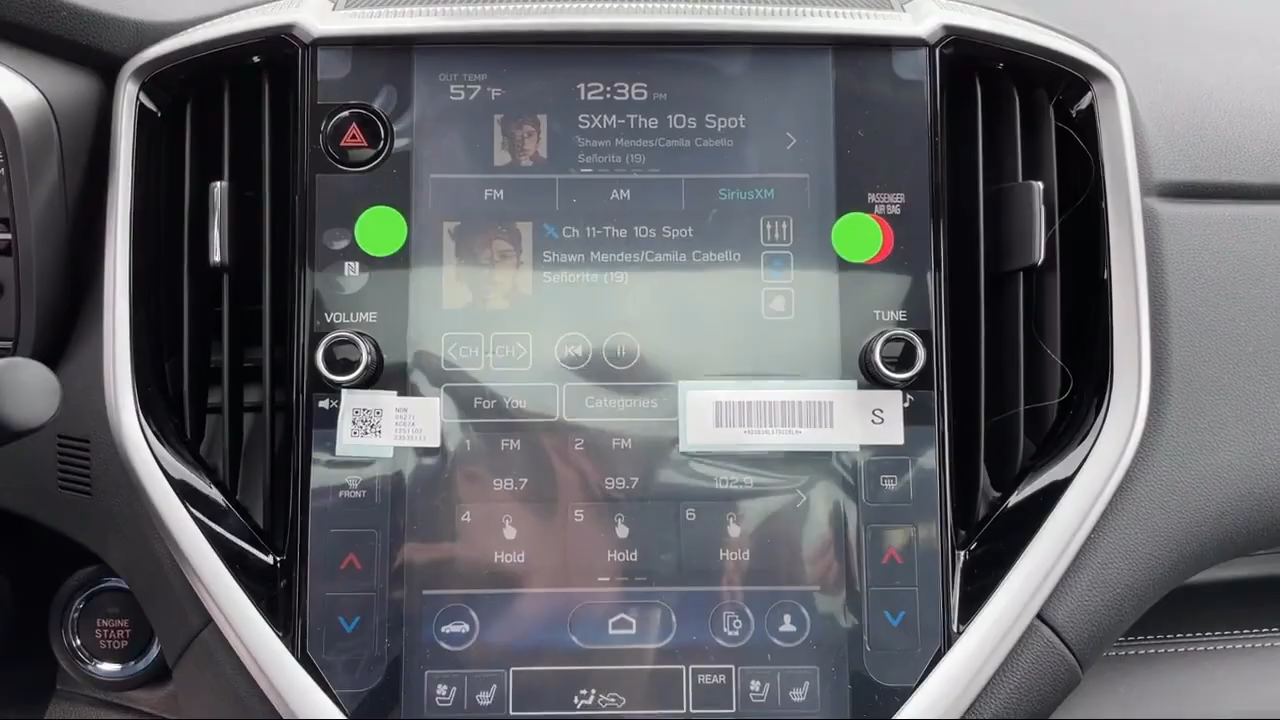 OUT TEMP
57 °F
12:36 PM
SXM-The 10s Spot
Shawn Mendes/Camila Cabello
Señorita (19)
FM
AM
SiriusXM
PASSENGER
AIR BAG
Ch 11-The 10s Spot
Shawn Mendes/Camila Cabello
Señorita (19)
N
VOLUME
TUNE
CH
CH
For You
Categories
S
1 FM
98.7
2 FM
99.7
102.9
4
Hold
5
Hold
6
Hold
FRONT
ENGINE
START
STOP
REAR